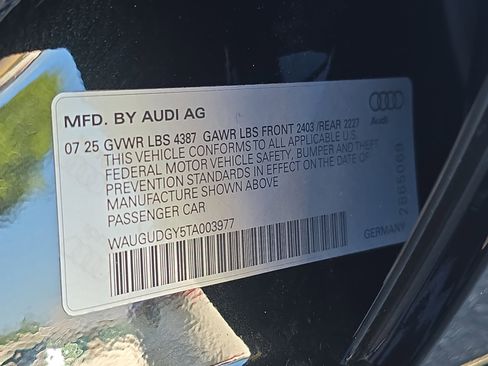 MFD. BY AUDI AG
Audi
07 25 GVWR LBS 4387 GAWR LBS FRONT 2403 /REAR 2227
THIS VEHICLE CONFORMS TO ALL APPLICABLE U.S.
FEDERAL MOTOR VEHICLE SAFETY, BUMPER AND THEFT
PREVENTION STANDARDS IN EFFECT ON THE DATE OF
MANUFACTURE SHOWN ABOVE
PASSENGER CAR
WAUGUDGY5TA003977
GERMANY
2865069